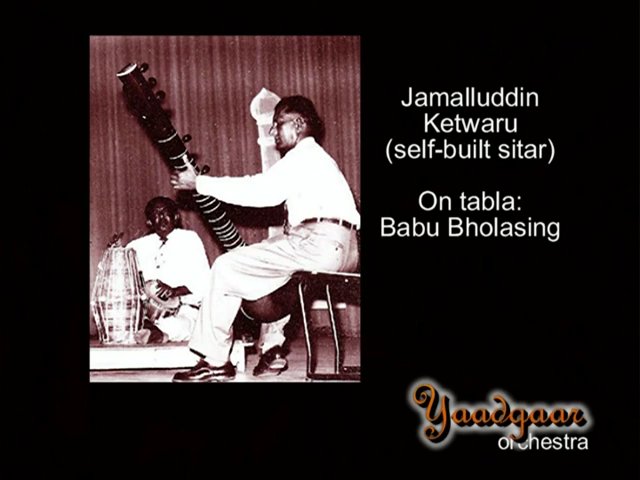 Jamalluddin
Ketwaru
(self-built sitar)
On tabla:
Babu Bholasing
Yaadgaar
orchestra